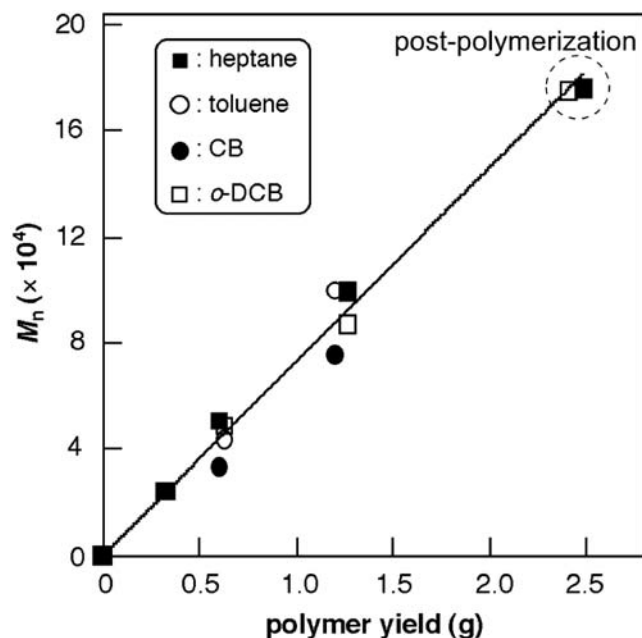 20
post-polymerization
■ : heptane
○ : toluene
● : CB
□ : o-DCB
16
12
8
4
0
Mn (× 10⁴)
0 0.5 1.0 1.5 2.0 2.5
polymer yield (g)